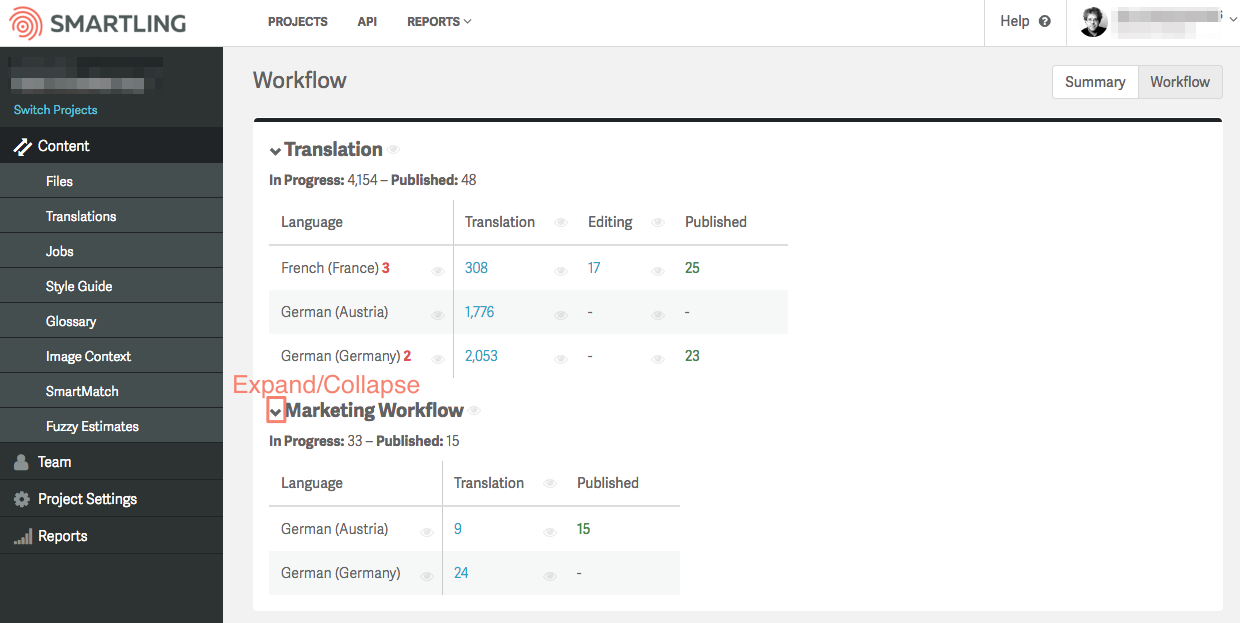 SMARTLING
PROJECTS API REPORTS
Help ?
Switch Projects
Content
Files
Translations
Jobs
Style Guide
Glossary
Image Context
SmartMatch
Fuzzy Estimates
Team
Project Settings
Reports
Workflow
Summary Workflow
Translation
In Progress: 4,154 – Published: 48
Language Translation Editing Published
French (France) 3 308 17 25
German (Austria) 1,776 - -
German (Germany) 2 2,053 - 23
Expand/Collapse
Marketing Workflow
In Progress: 33 – Published: 15
Language Translation Published
German (Austria) 9 15
German (Germany) 24 -